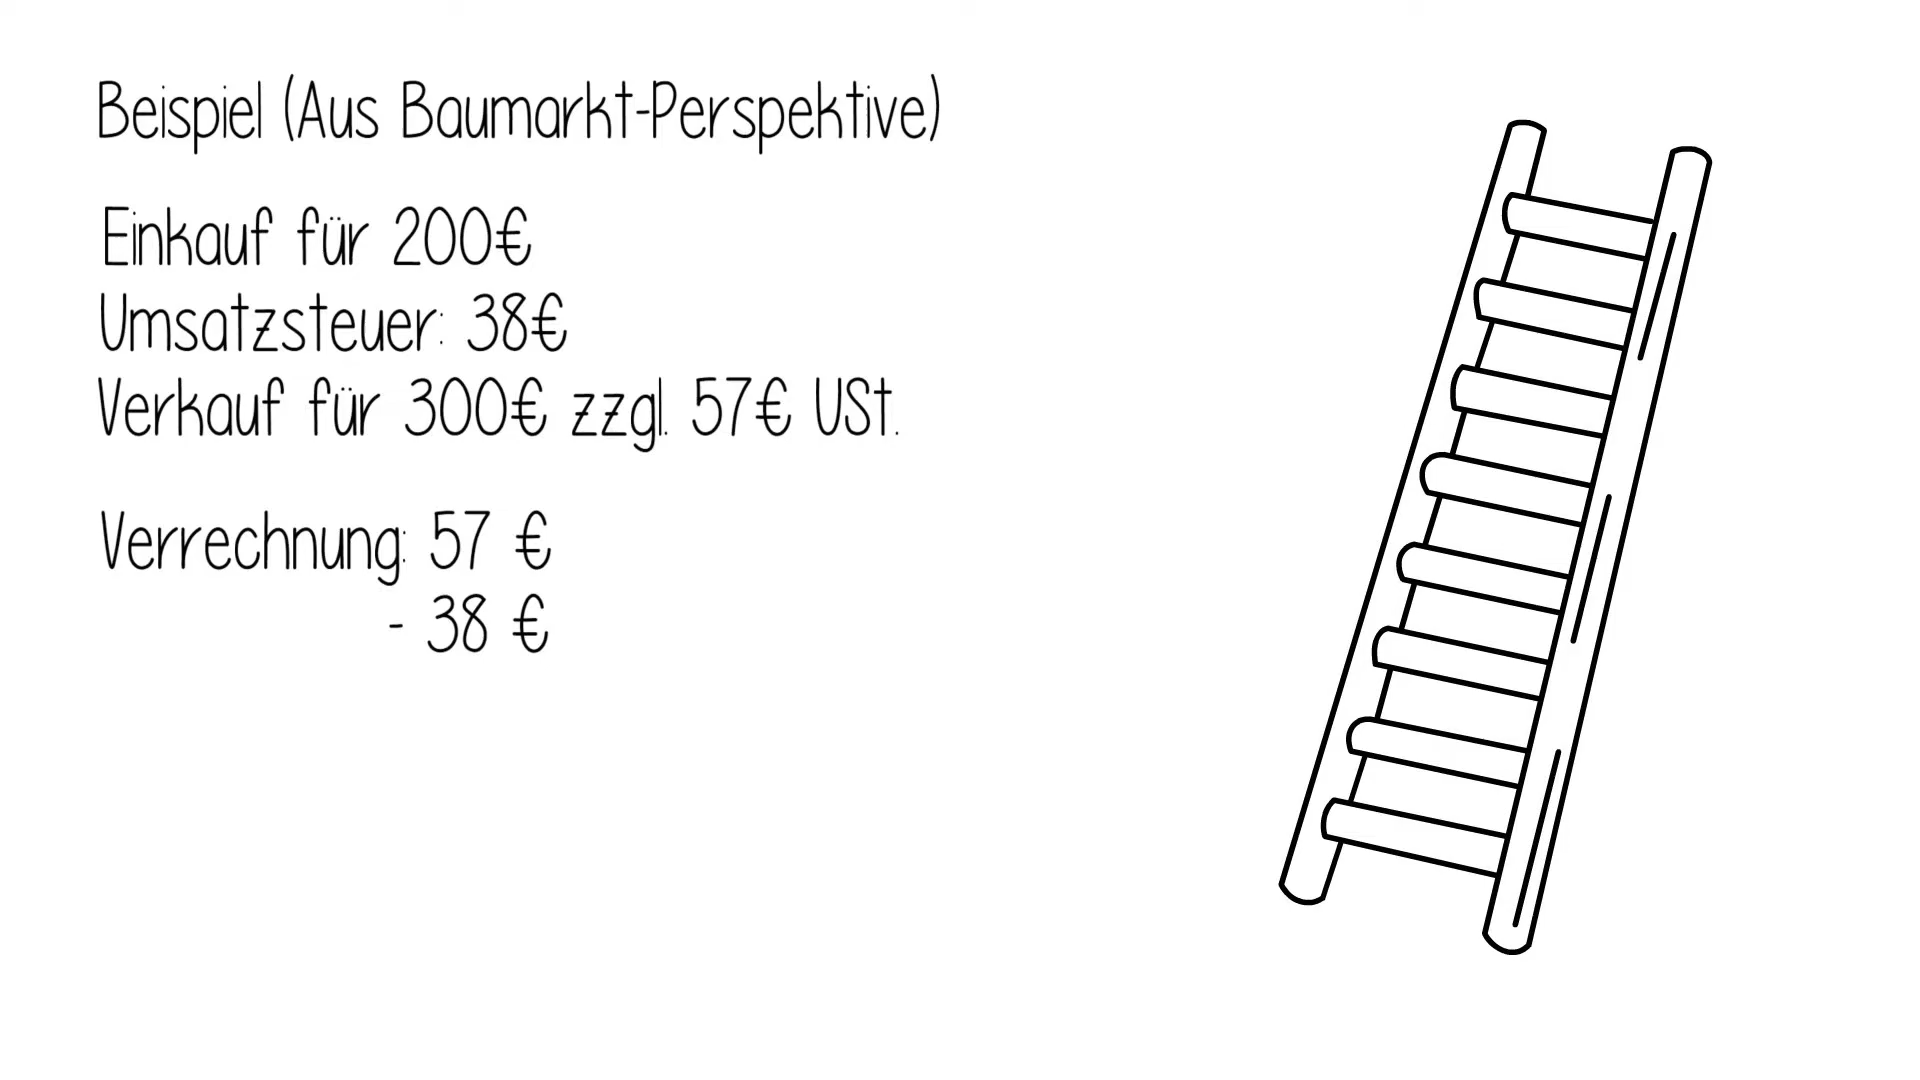 Beispiel (Aus Baumarkt-Perspektive)
Einkauf für 200€
Umsatzsteuer: 38€
Verkauf für 300€ zzgl. 57€ USt.
Verrechnung: 57 €
- 38 €